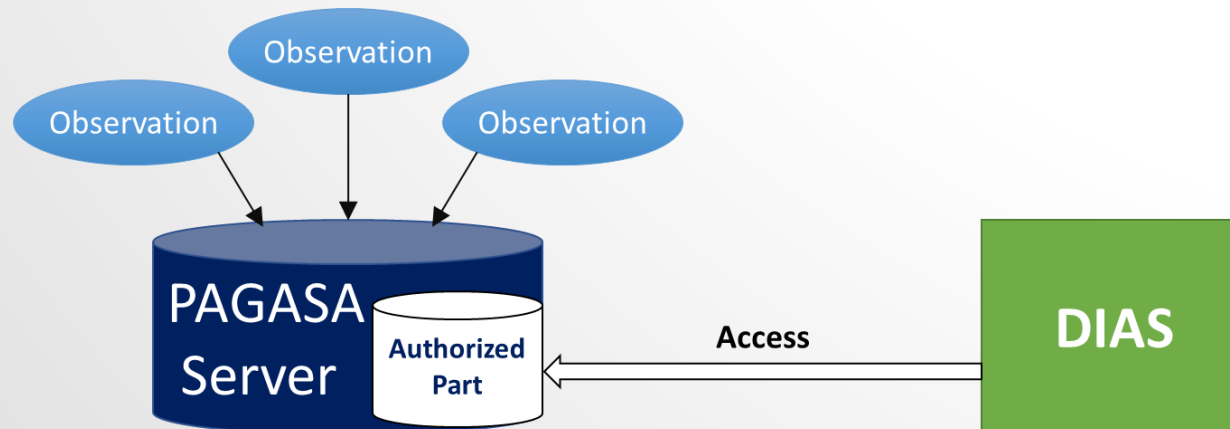 Observation
Observation
Observation
PAGASA
Server
Authorized
Part
Access
DIAS